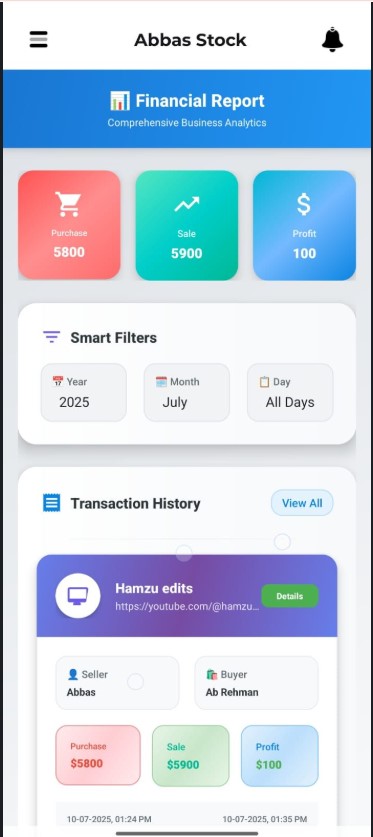 Abbas Stock
📊 Financial Report
Comprehensive Business Analytics
Purchase
5800
Sale
5900
Profit
100
Smart Filters
📅 Year
2025
🗓️ Month
July
📋 Day
All Days
Transaction History
View All
Hamzu edits
https://youtube.com/@hamzu...
Details
👤 Seller
Abbas
🛍️ Buyer
Ab Rehman
Purchase
$5800
Sale
$5900
Profit
$100
10-07-2025, 01:24 PM
10-07-2025, 01:35 PM